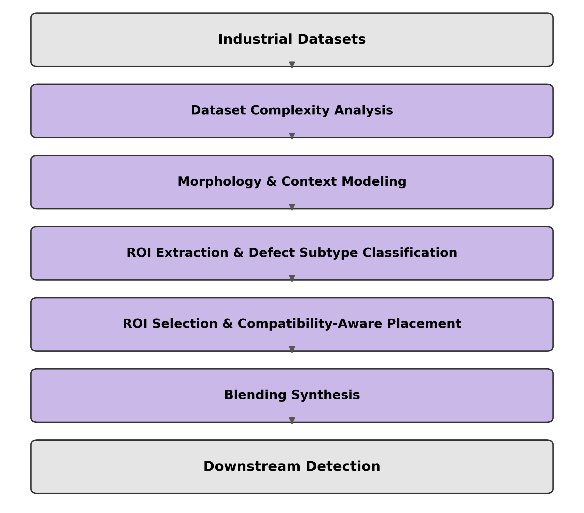 Industrial Datasets
Dataset Complexity Analysis
Morphology & Context Modeling
ROI Extraction & Defect Subtype Classification
ROI Selection & Compatibility-Aware Placement
Blending Synthesis
Downstream Detection